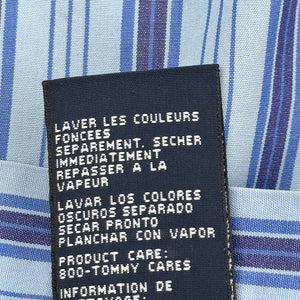 LAVER LES COULEURS
FONCEES
SEPAREMENT. SECHER
IMMEDIATEMENT
REPASSER A LA
VAPEUR
LAVAR LOS COLORES
OSCUROS SEPARADO
SECAR PRONTO
PLANCHAR CON VAPOR
PRODUCT CARE:
800-TOMMY CARES
INFORMATION DE